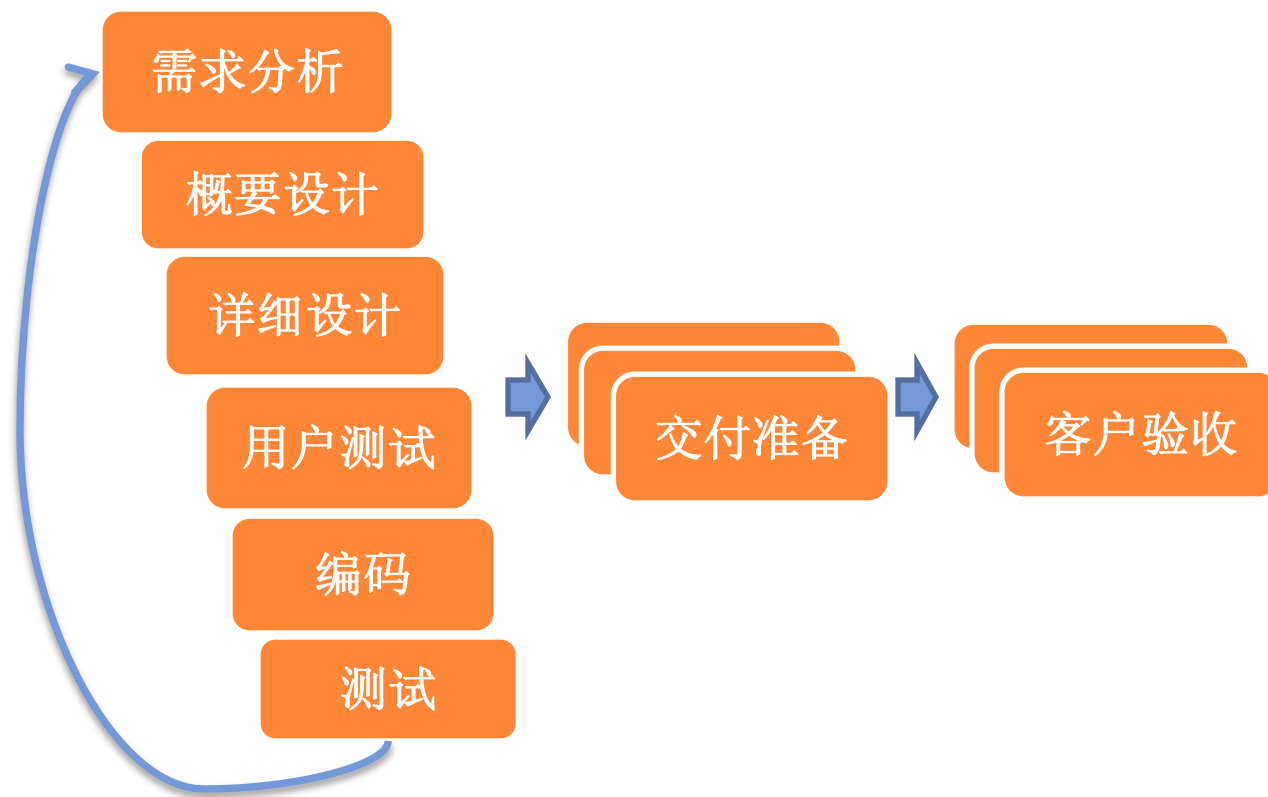 需求分析
概要设计
详细设计
用户测试
编码
测试
交付准备
客户验收